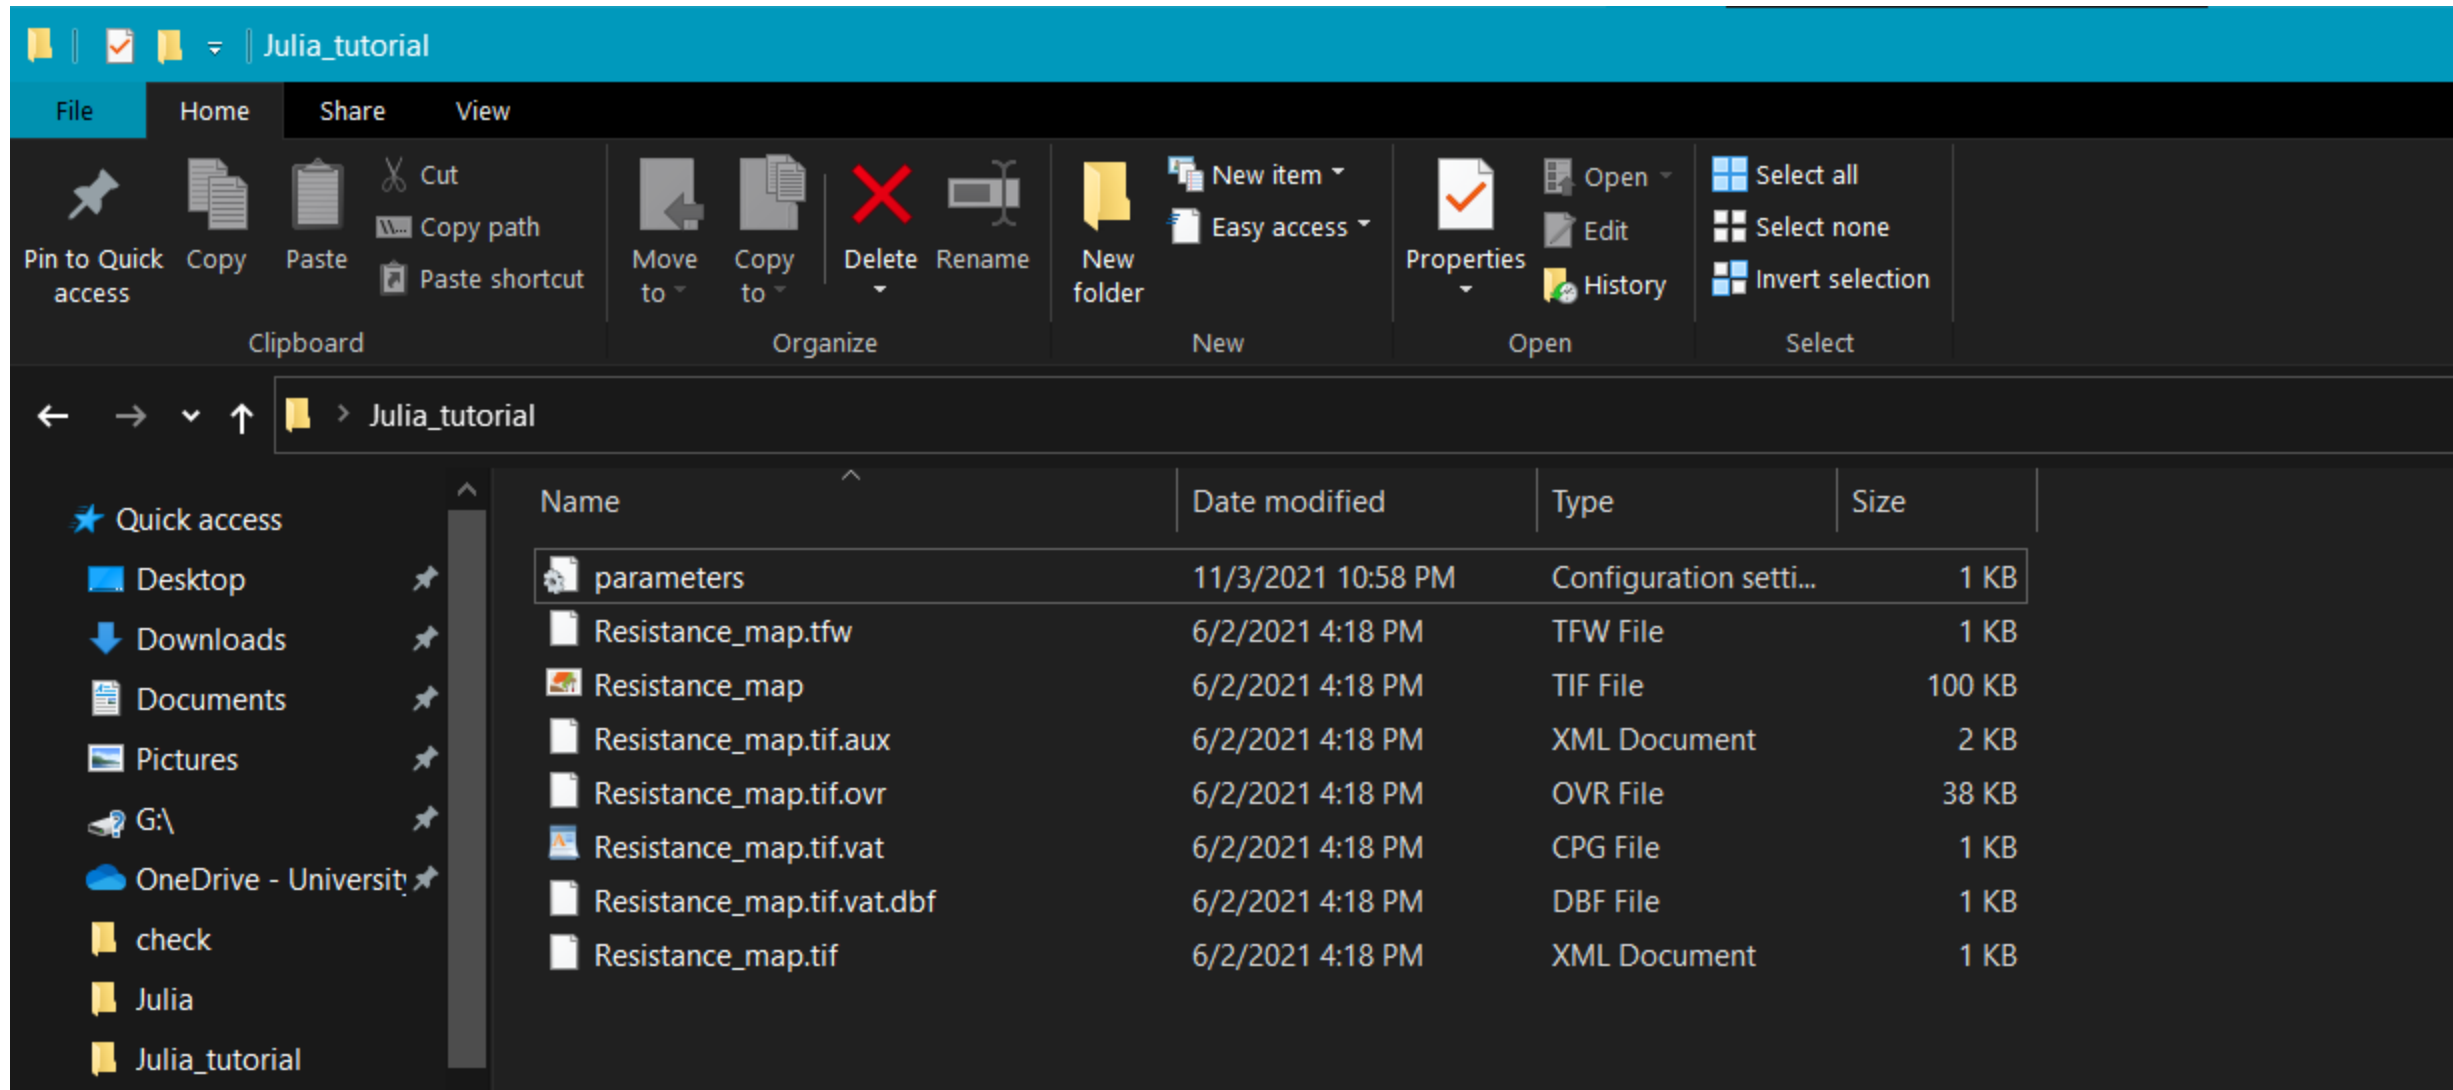 Julia_tutorial
File Home Share View
Pin to Quick access
Copy
Paste
Cut
Copy path
Paste shortcut
Clipboard
Move to
Copy to
Delete
Rename
Organize
New folder
New item
Easy access
New
Properties
Open
Edit
History
Open
Select all
Select none
Invert selection
Select
Julia_tutorial
Quick access
Desktop
Downloads
Documents
Pictures
G:\
OneDrive - University
check
Julia
Julia_tutorial
Name Date modified Type Size
parameters 11/3/2021 10:58 PM Configuration setti... 1 KB
Resistance_map.tfw 6/2/2021 4:18 PM TFW File 1 KB
Resistance_map 6/2/2021 4:18 PM TIF File 100 KB
Resistance_map.tif.aux 6/2/2021 4:18 PM XML Document 2 KB
Resistance_map.tif.ovr 6/2/2021 4:18 PM OVR File 38 KB
Resistance_map.tif.vat 6/2/2021 4:18 PM CPG File 1 KB
Resistance_map.tif.vat.dbf 6/2/2021 4:18 PM DBF File 1 KB
Resistance_map.tif 6/2/2021 4:18 PM XML Document 1 KB